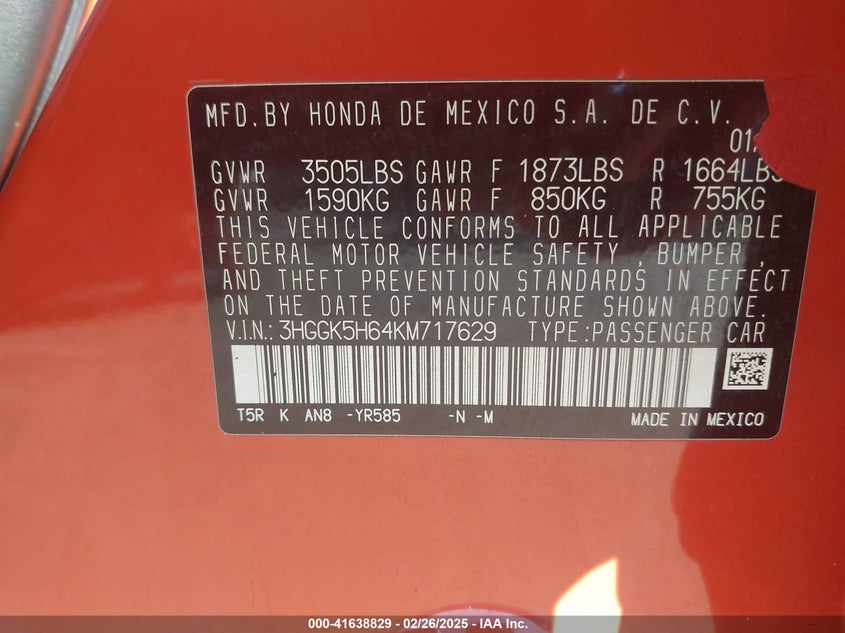 MFD.BY HONDA DE MEXICO S.A. DE C.V.
GVWR 3505LBS GAWR F 1873LBS R 1664LBS
GVWR 1590KG GAWR F 850KG R 755KG
THIS VEHICLE CONFORMS TO ALL APPLICABLE
FEDERAL MOTOR VEHICLE SAFETY , BUMPER ,
AND THEFT PREVENTION STANDARDS IN EFFECT
ON THE DATE OF MANUFACTURE SHOWN ABOVE.
V.I.N.: 3HGGK5H64KM717629 TYPE:PASSENGER CAR
T5R K AN8 -YR585 -N -M MADE IN MEXICO
000-41638829 - 02/26/2025 - IAA Inc.